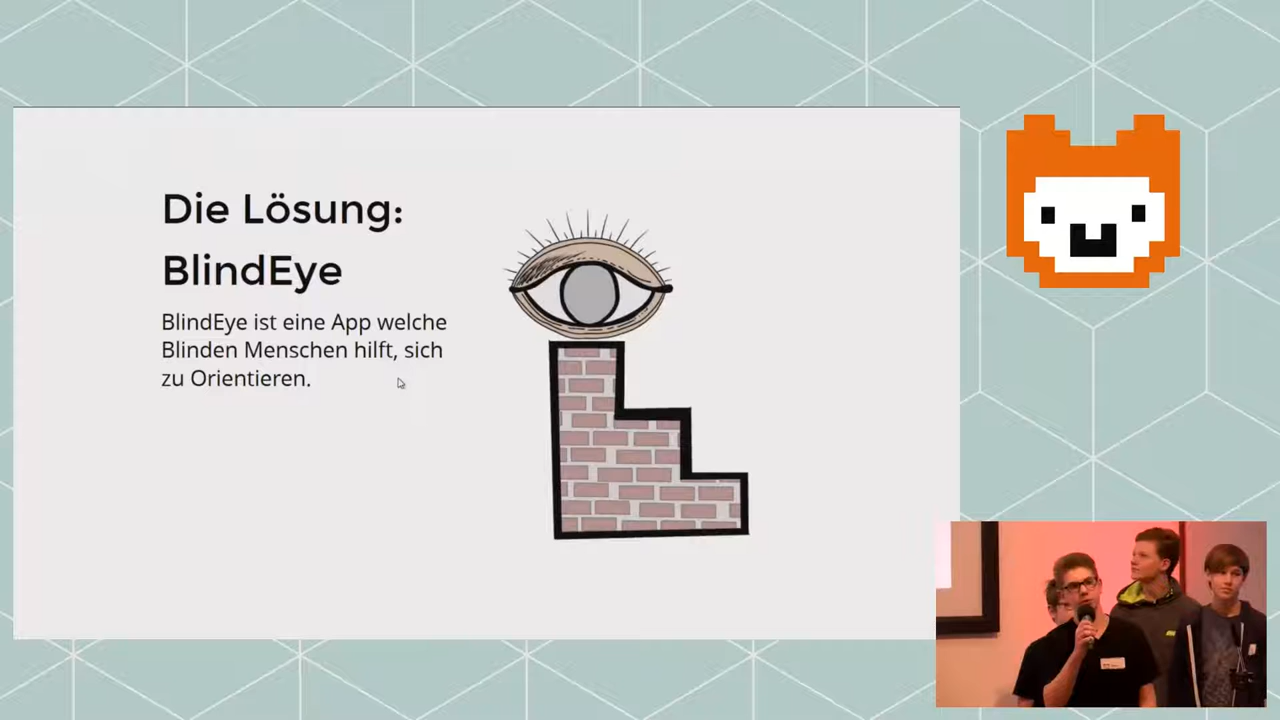 Die Lösung:
BlindEye
BlindEye ist eine App welche
Blinden Menschen hilft, sich
zu Orientieren.